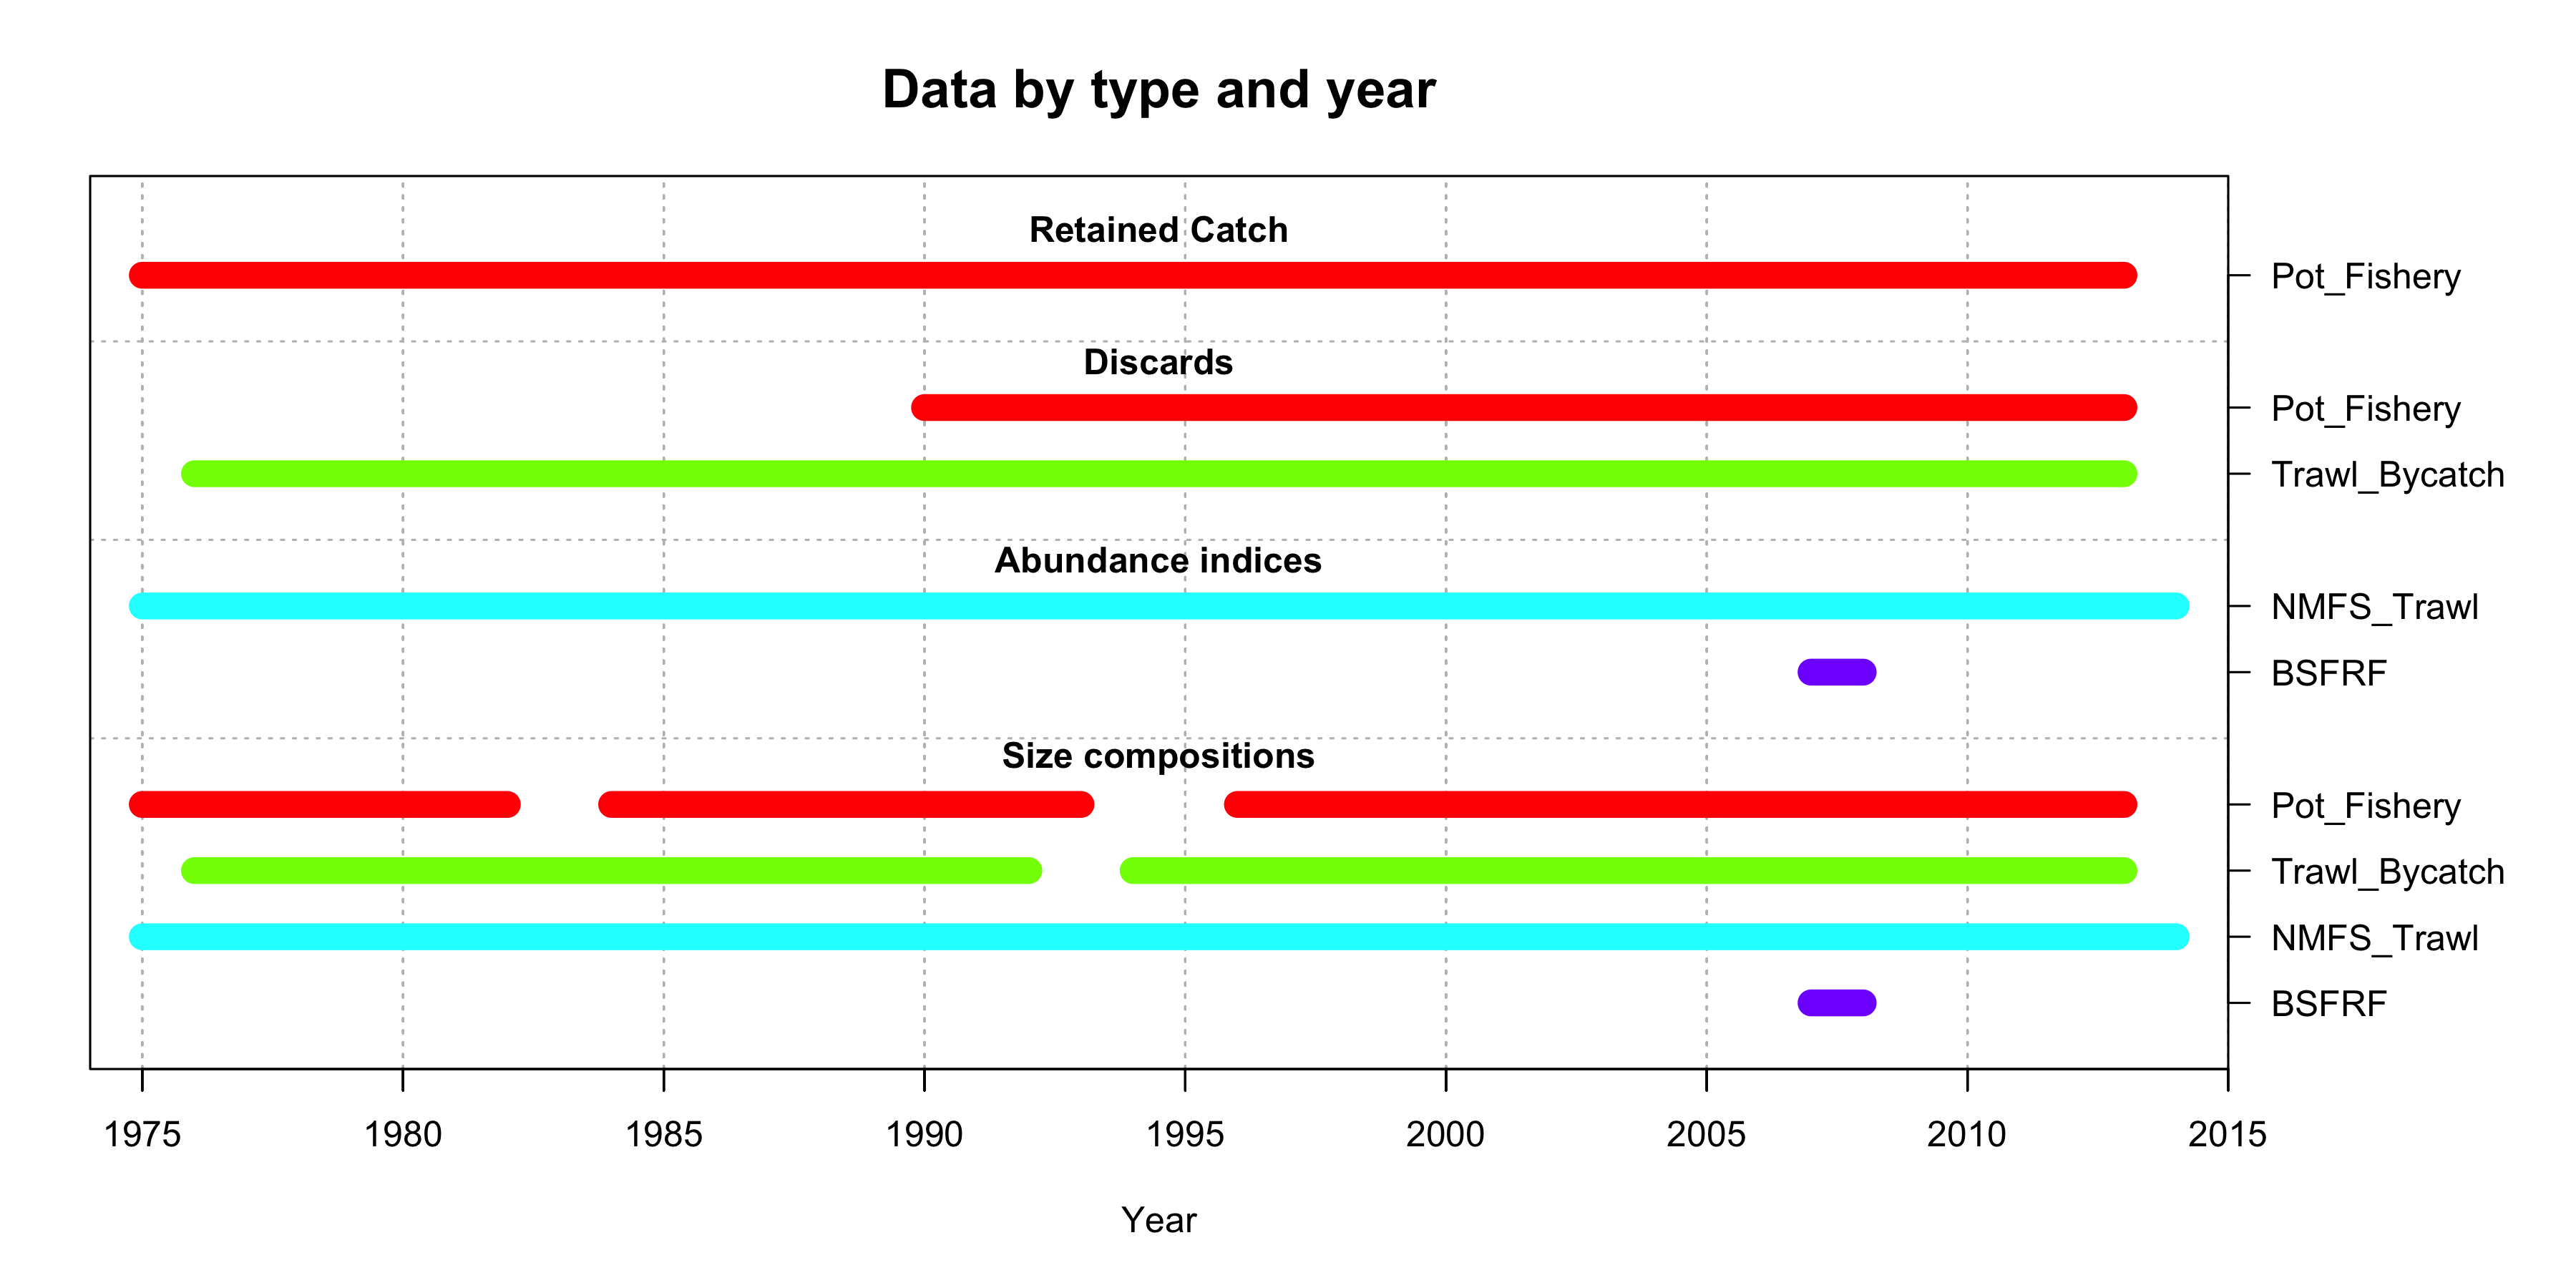 Data by type and year
Retained Catch
Pot_Fishery
Discards
Pot_Fishery
Trawl_Bycatch
Abundance indices
NMFS_Trawl
BSFRF
Size compositions
Pot_Fishery
Trawl_Bycatch
NMFS_Trawl
BSFRF
1975 1980 1985 1990 1995 2000 2005 2010 2015
Year